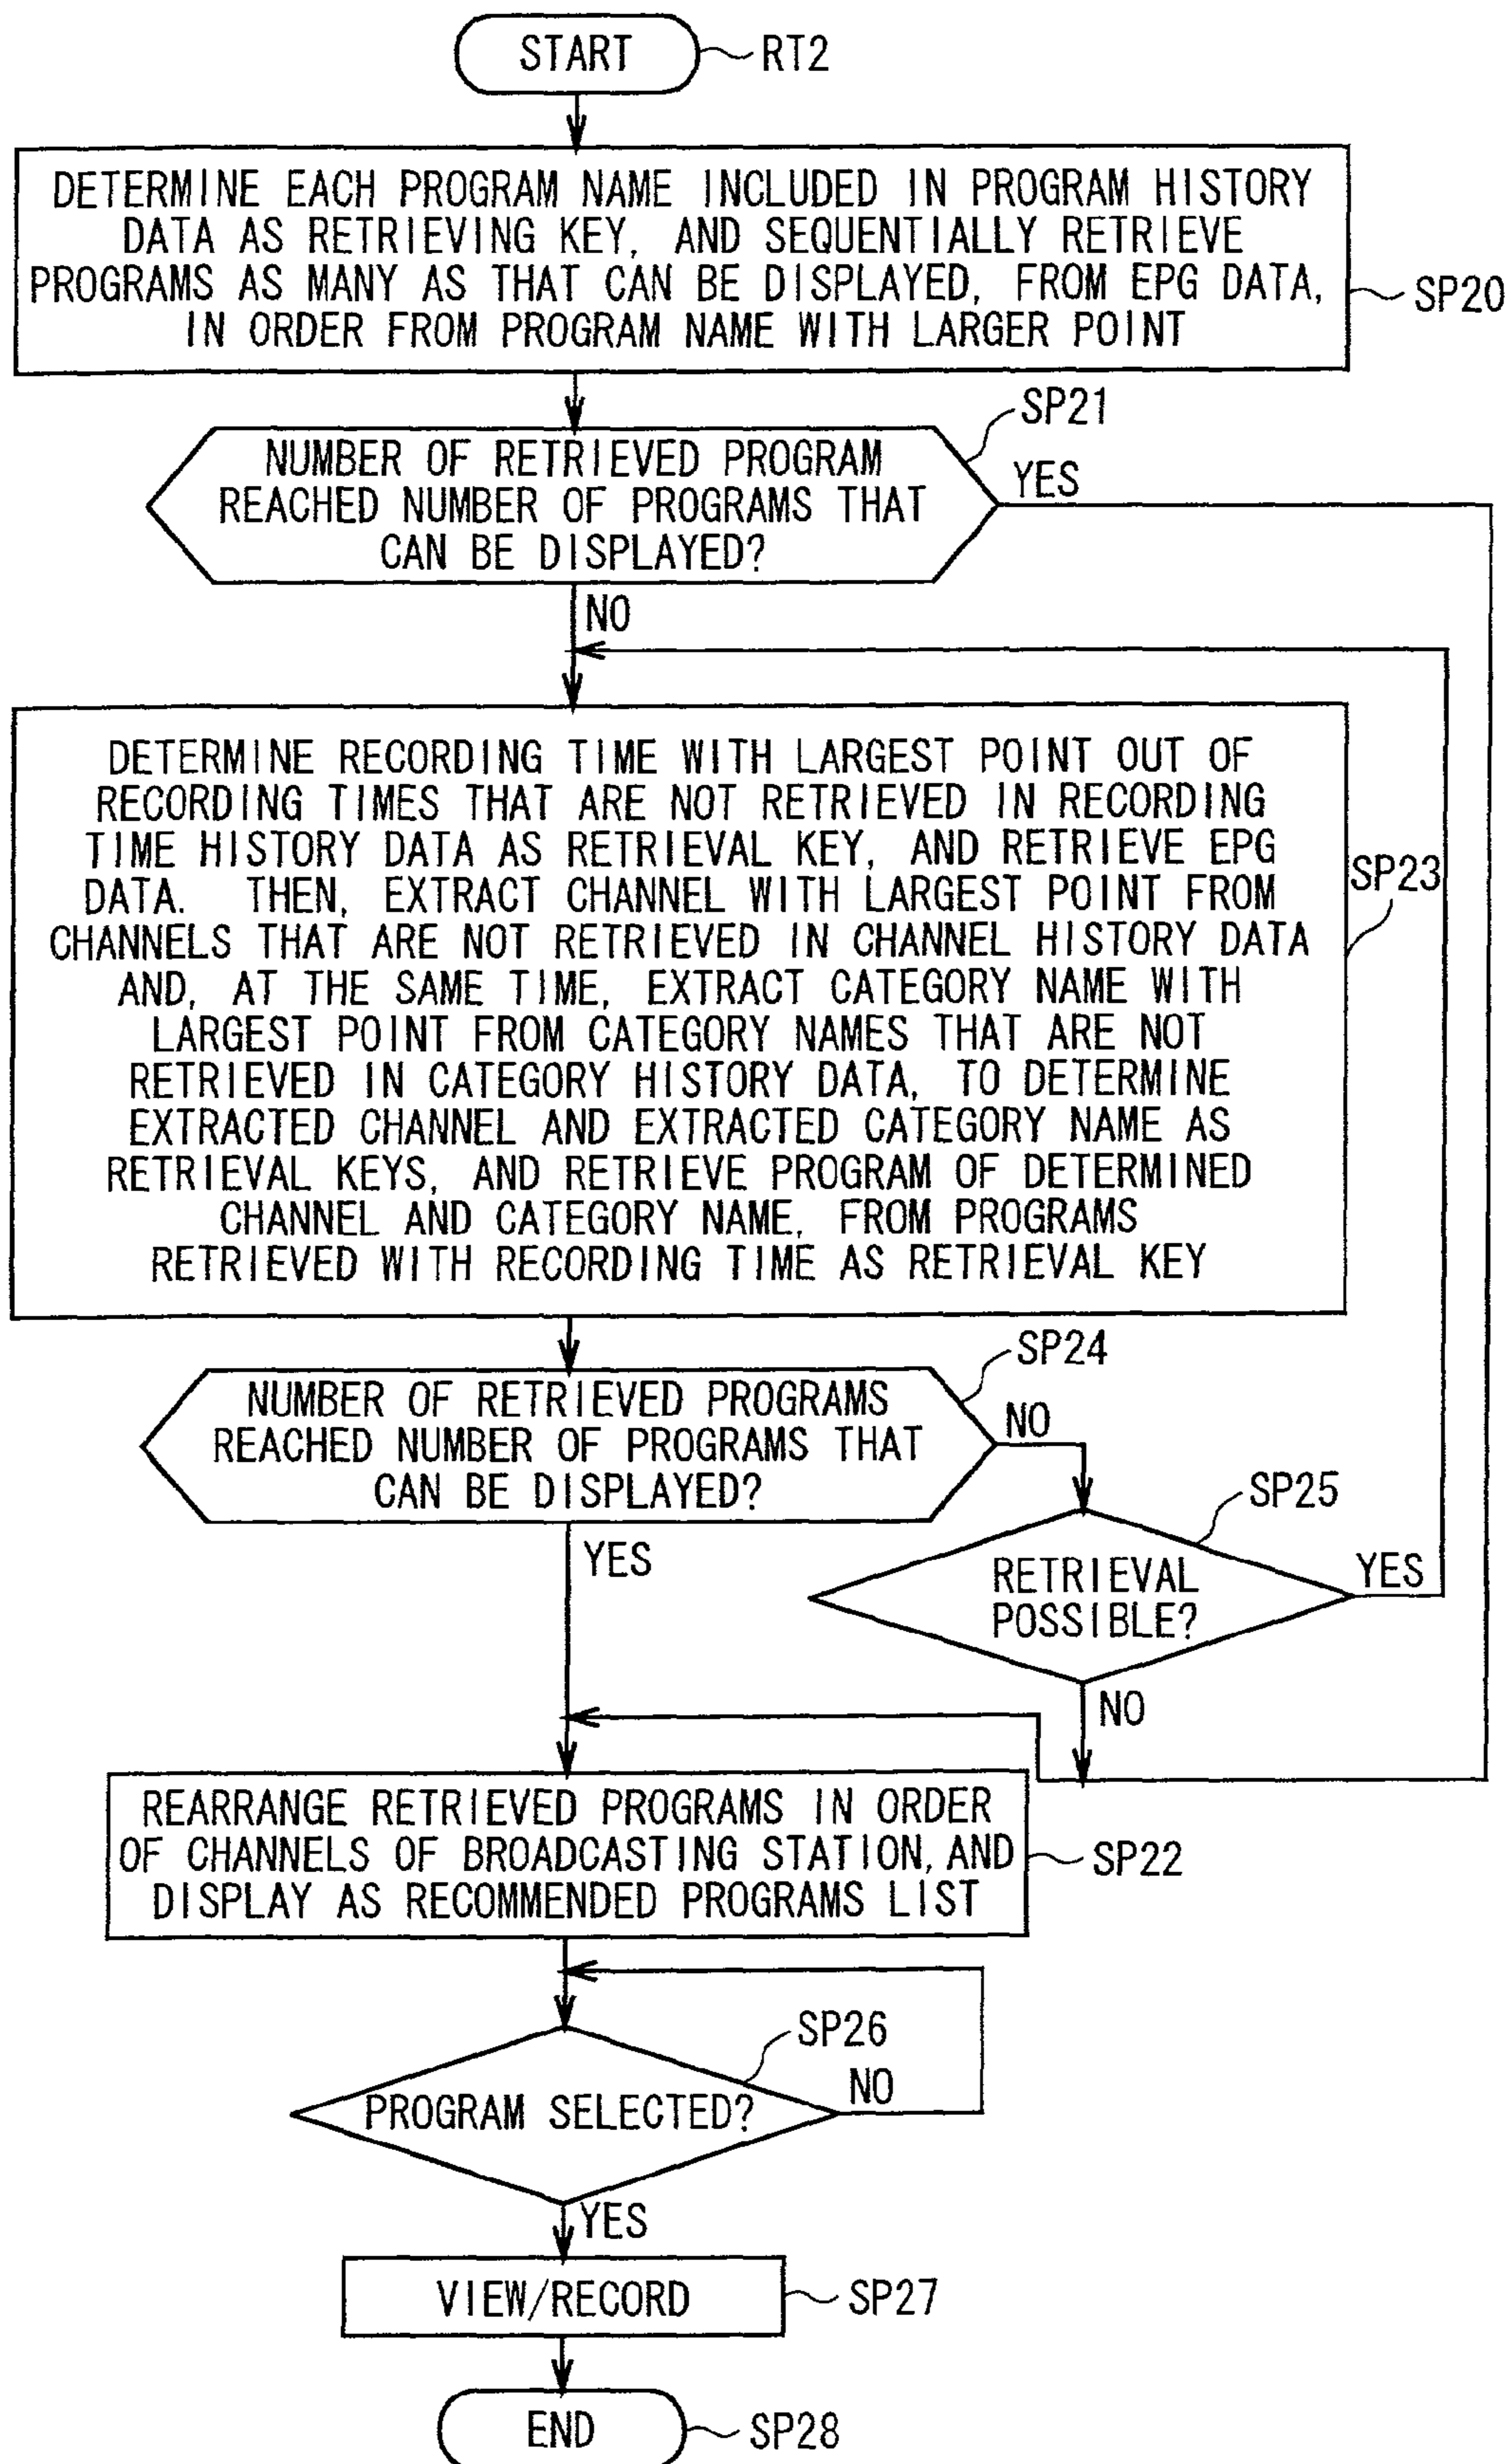 START
RT2
DETERMINE EACH PROGRAM NAME INCLUDED IN PROGRAM HISTORY
DATA AS RETRIEVING KEY, AND SEQUENTIALLY RETRIEVE
PROGRAMS AS MANY AS THAT CAN BE DISPLAYED, FROM EPG DATA,
IN ORDER FROM PROGRAM NAME WITH LARGER POINT
SP20
SP21
NUMBER OF RETRIEVED PROGRAM
REACHED NUMBER OF PROGRAMS THAT
CAN BE DISPLAYED?
YES
NO
DETERMINE RECORDING TIME WITH LARGEST POINT OUT OF
RECORDING TIMES THAT ARE NOT RETRIEVED IN RECORDING
TIME HISTORY DATA AS RETRIEVAL KEY, AND RETRIEVE EPG
DATA. THEN, EXTRACT CHANNEL WITH LARGEST POINT FROM
CHANNELS THAT ARE NOT RETRIEVED IN CHANNEL HISTORY DATA
AND, AT THE SAME TIME, EXTRACT CATEGORY NAME WITH
LARGEST POINT FROM CATEGORY NAMES THAT ARE NOT
RETRIEVED IN CATEGORY HISTORY DATA, TO DETERMINE
EXTRACTED CHANNEL AND EXTRACTED CATEGORY NAME AS
RETRIEVAL KEYS, AND RETRIEVE PROGRAM OF DETERMINED
CHANNEL AND CATEGORY NAME, FROM PROGRAMS
RETRIEVED WITH RECORDING TIME AS RETRIEVAL KEY
SP23
SP24
NUMBER OF RETRIEVED PROGRAMS
REACHED NUMBER OF PROGRAMS THAT
CAN BE DISPLAYED?
NO
YES
SP25
RETRIEVAL
POSSIBLE?
YES
NO
REARRANGE RETRIEVED PROGRAMS IN ORDER
OF CHANNELS OF BROADCASTING STATION, AND
DISPLAY AS RECOMMENDED PROGRAMS LIST
SP22
SP26
PROGRAM SELECTED?
NO
YES
VIEW/RECORD
SP27
END
SP28